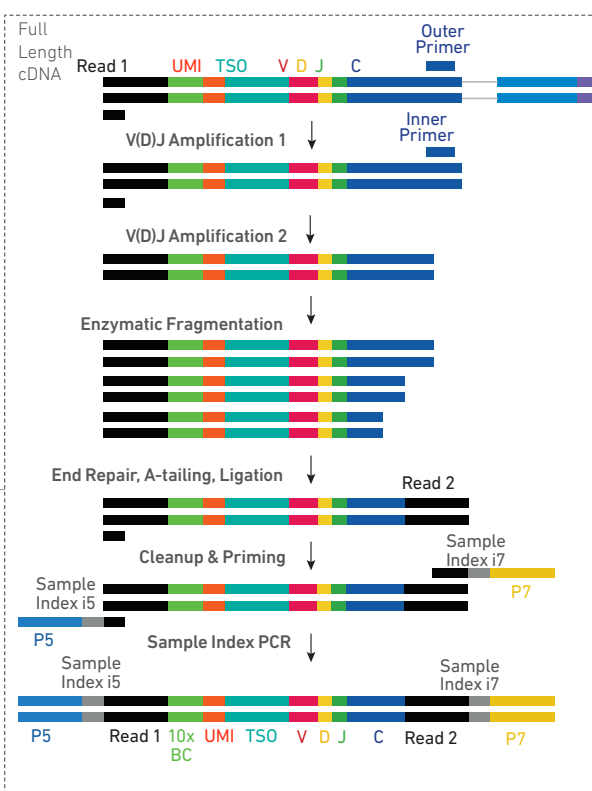 Full
Length
cDNA
Outer
Primer
Read 1 UMI TSO V D J C
V(D)J Amplification 1
Inner
Primer
V(D)J Amplification 2
Enzymatic Fragmentation
End Repair, A-tailing, Ligation
Read 2
Cleanup & Priming
Sample
Index i7
P7
Sample
Index i5
P5
Sample Index PCR
Sample
Index i5
Sample
Index i7
P5 Read 1 10x BC UMI TSO V D J C Read 2 P7